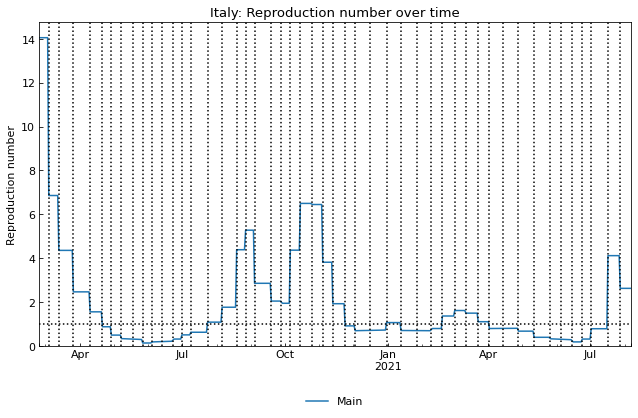 Italy: Reproduction number over time
Reproduction number
14
12
10
8
6
4
2
0
Apr
Jul
Oct
Jan
2021
Apr
Jul
Main